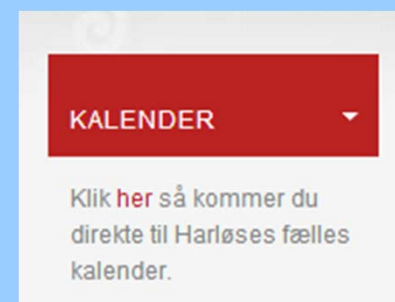 KALENDER
Klik her så kommer du
direkte til Harløses fælles
kalender.